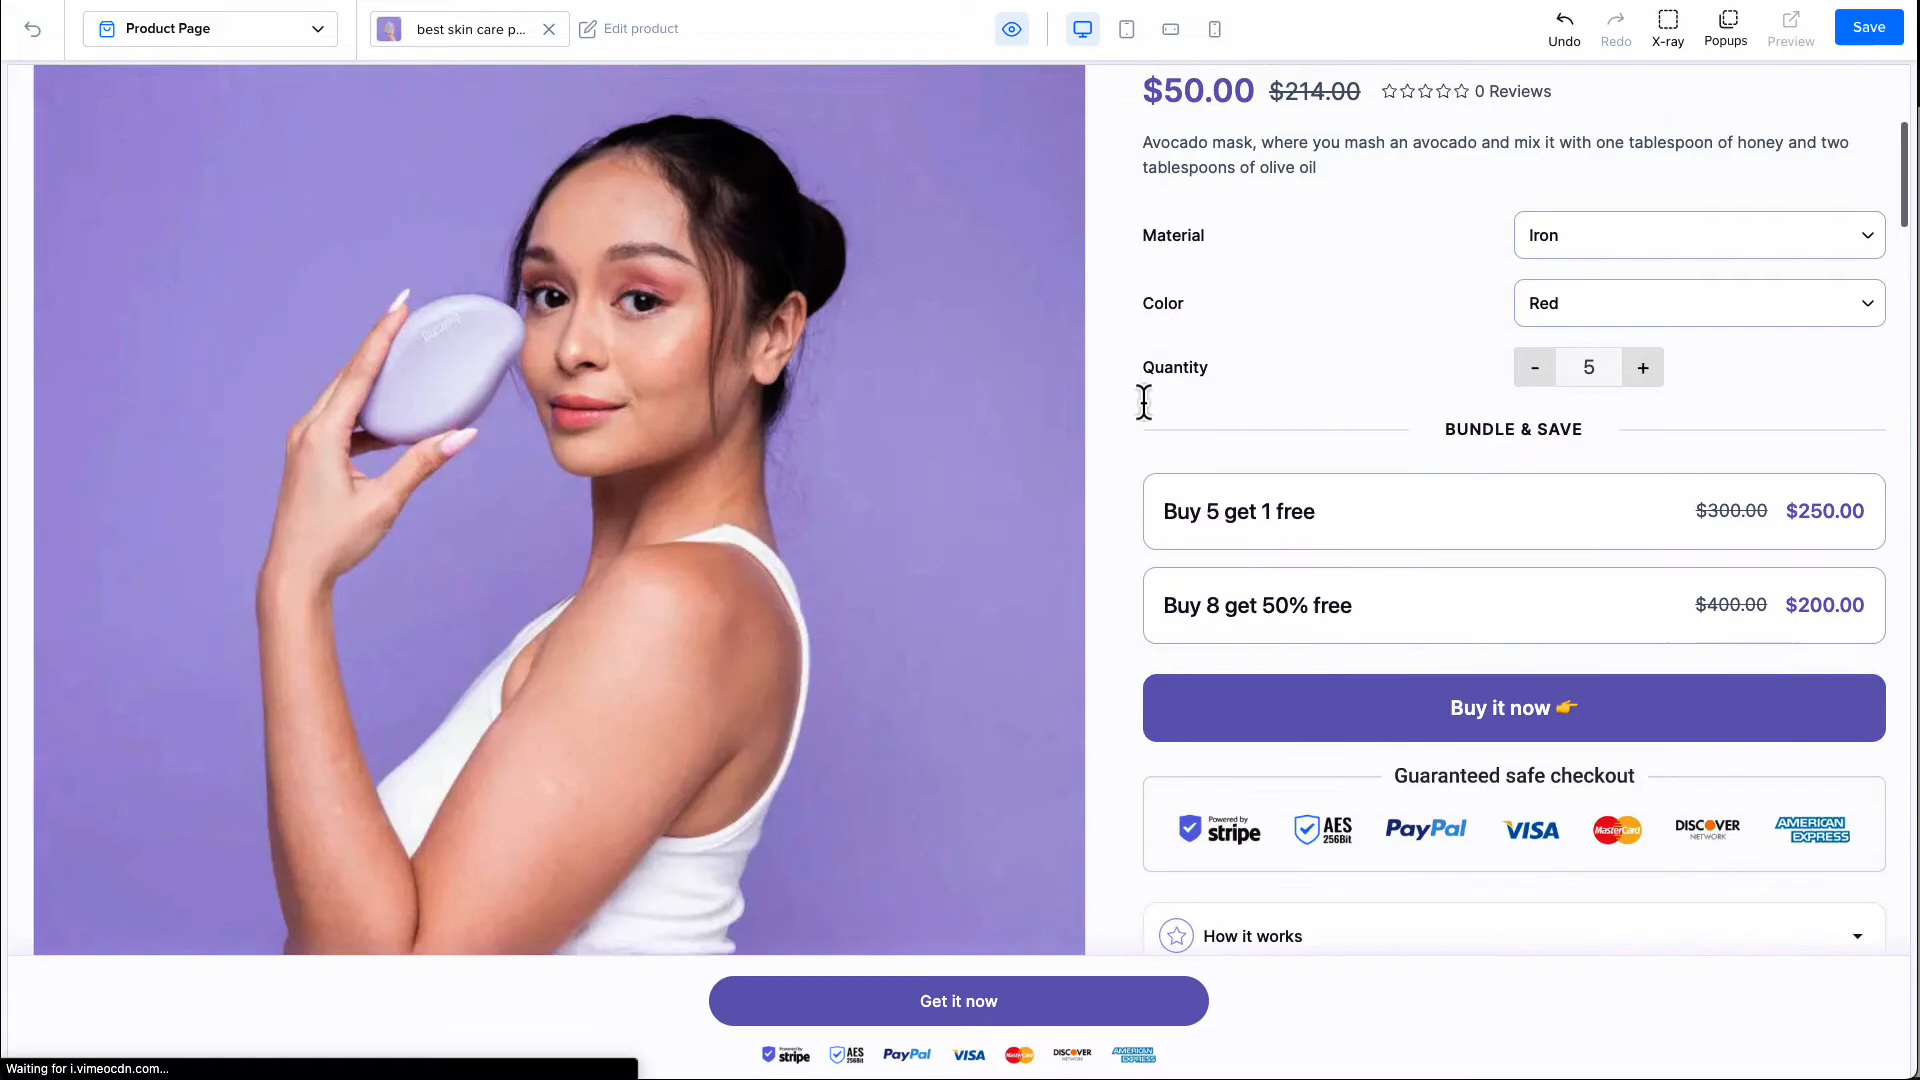 Product Page
best skin care p...
Edit product
Undo
Redo
X-ray
Popups
Preview
Save
$50.00 $214.00 0 Reviews
Avocado mask, where you mash an avocado and mix it with one tablespoon of honey and two
tablespoons of olive oil
Material
Iron
Color
Red
Quantity
- 5 +
BUNDLE & SAVE
Buy 5 get 1 free $300.00 $250.00
Buy 8 get 50% free $400.00 $200.00
Buy it now 👉
Guaranteed safe checkout
Powered by
stripe
AES
256Bit
PayPal
VISA
MasterCard
DISCOVER
NETWORK
AMERICAN
EXPRESS
How it works
Get it now
stripe
AES
256Bit
PayPal
VISA
MasterCard
DISCOVER
NETWORK
AMERICAN
EXPRESS
Waiting for i.vimeocdn.com...